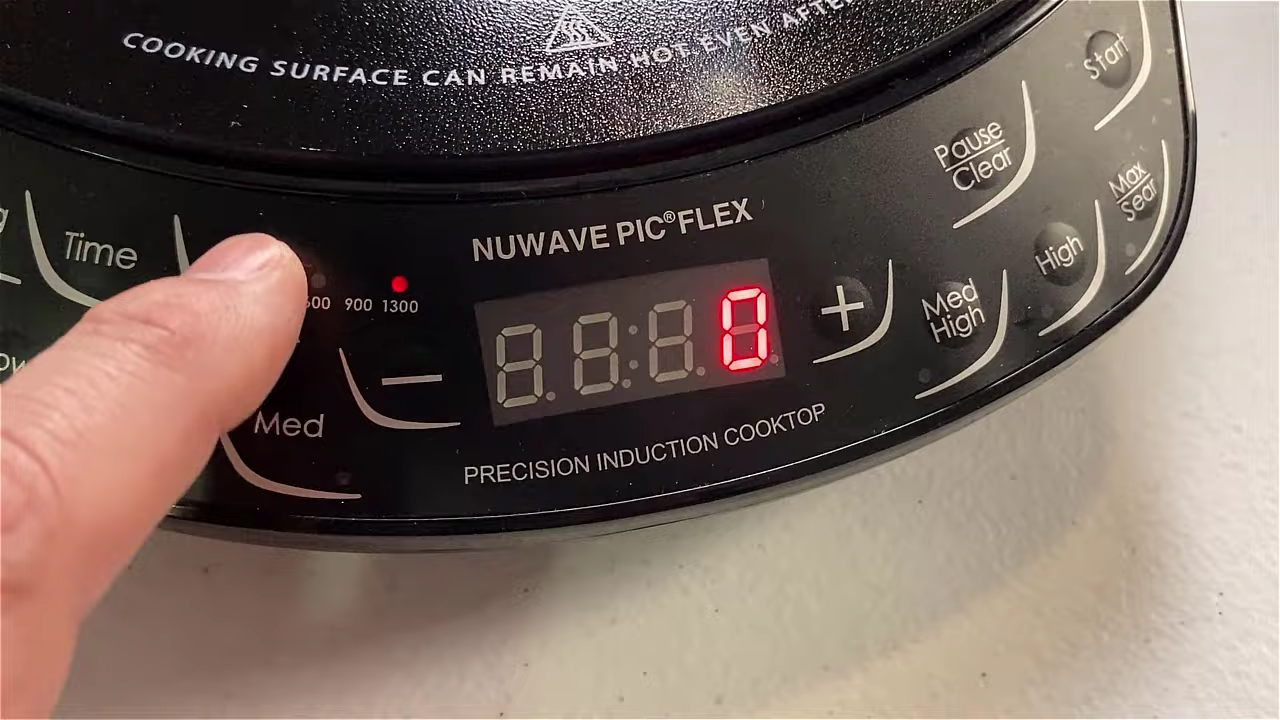 COOKING SURFACE CAN REMAIN HOT EVEN AFTE
Start
Pause
Clear
Max
Sear
NUWAVE PIC®FLEX
Time
High
600 900 1300
0
+
Med
High
−
Med
PRECISION INDUCTION COOKTOP